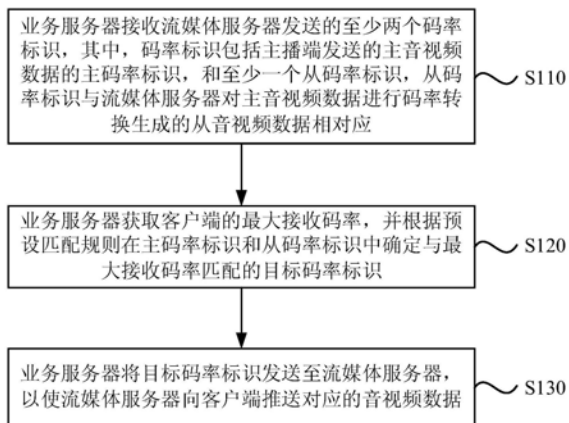 业务服务器接收流媒体服务器发送的至少两个码率
标识，其中，码率标识包括主播端发送的主音视频
数据的主码率标识，和至少一个从码率标识，从码
率标识与流媒体服务器对主音视频数据进行码率转
换生成的从音视频数据相对应
S110
业务服务器获取客户端的最大接收码率，并根据预
设匹配规则在主码率标识和从码率标识中确定与最
大接收码率匹配的目标码率标识
S120
业务服务器将目标码率标识发送至流媒体服务器，
以使流媒体服务器向客户端推送对应的音视频数据
S130